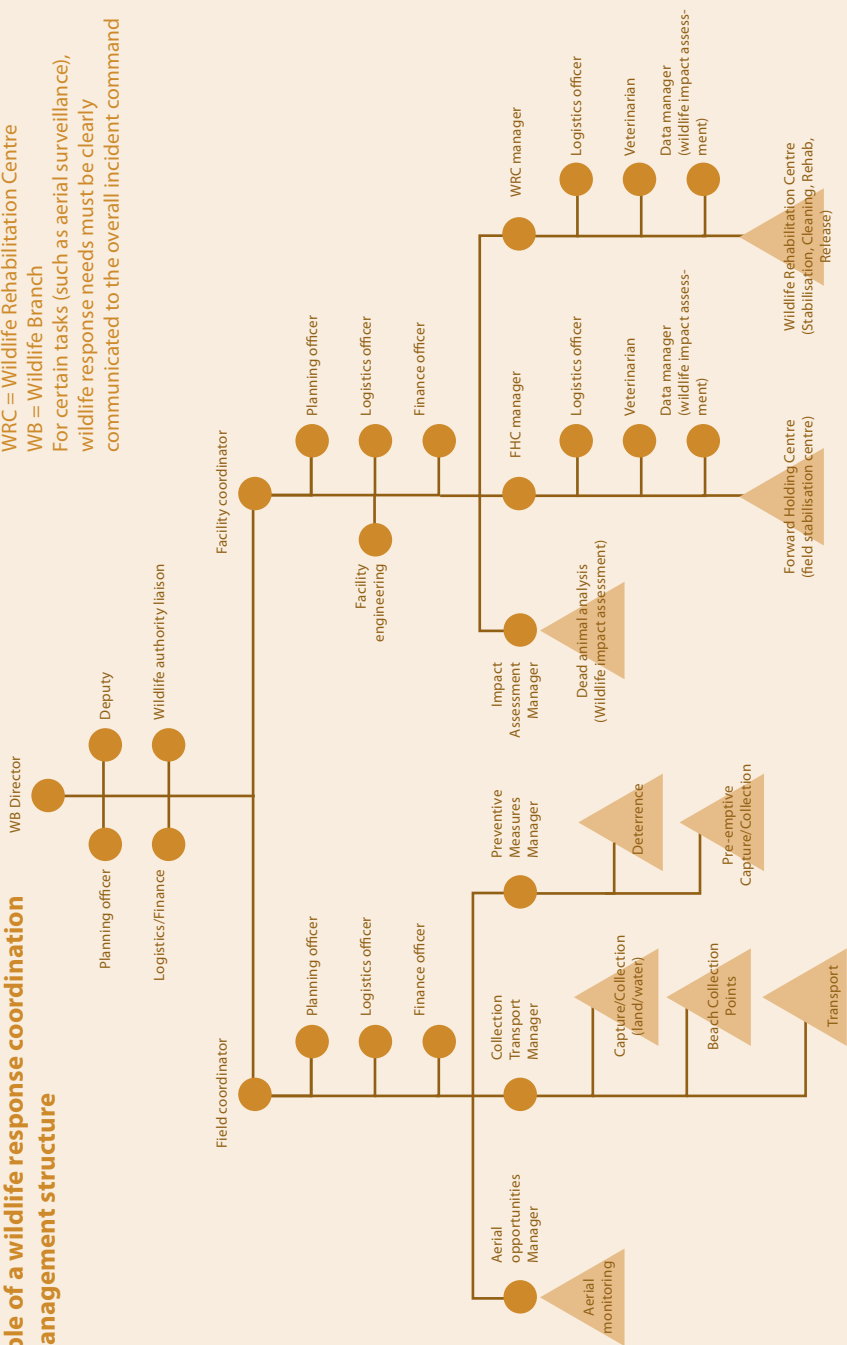 ple of a wildlife response coordination
anagement structure
WRC = Wildlife Rehabilitation Centre
WB = Wildlife Branch
For certain tasks (such as aerial surveillance),
wildlife response needs must be clearly
communicated to the overall incident command
WB Director
Planning officer
Deputy
Logistics/Finance
Wildlife authority liaison
Field coordinator
Facility coordinator
Planning officer
Logistics officer
Finance officer
Planning officer
Logistics officer
Finance officer
Facility
engineering
Aerial
opportunities
Manager
Collection
Transport
Manager
Preventive
Measures
Manager
Impact
Assessment
Manager
FHC manager
WRC manager
Aerial
monitoring
Capture/Collection
(land/water)
Beach Collection
Points
Transport
Deterrence
Pre-emptive
Capture/Collection
Dead animal analysis
(Wildlife impact assessment)
Logistics officer
Veterinarian
Data manager
(wildlife impact assess-
ment)
Forward Holding Centre
(field stabilisation centre)
Logistics officer
Veterinarian
Data manager
(wildlife impact assess-
ment)
Wildlife Rehabilitation Centre
(Stabilisation, Cleaning, Rehab,
Release)